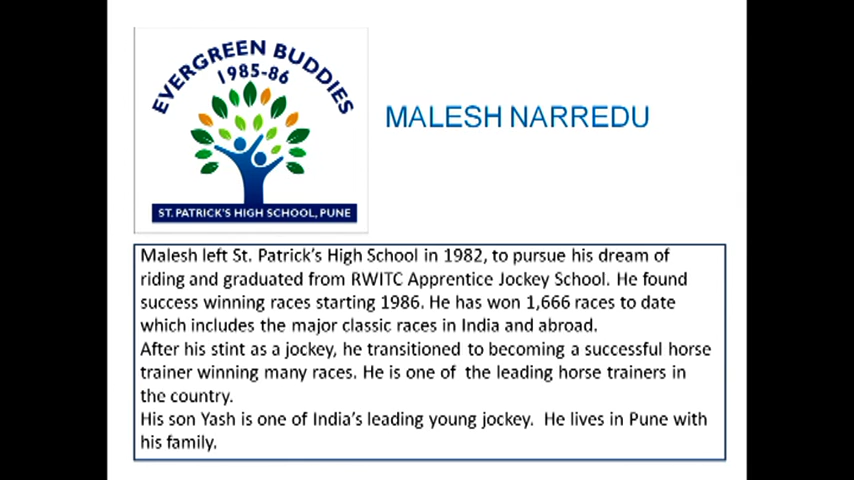 EVERGREEN BUDDIES
1985-86
ST. PATRICK'S HIGH SCHOOL, PUNE
MALESH NARREDU
Malesh left St. Patrick's High School in 1982, to pursue his dream of
riding and graduated from RWITC Apprentice Jockey School. He found
success winning races starting 1986. He has won 1,666 races to date
which includes the major classic races in India and abroad.
After his stint as a jockey, he transitioned to becoming a successful horse
trainer winning many races. He is one of  the leading horse trainers in
the country.
His son Yash is one of India's leading young jockey.  He lives in Pune with
his family.